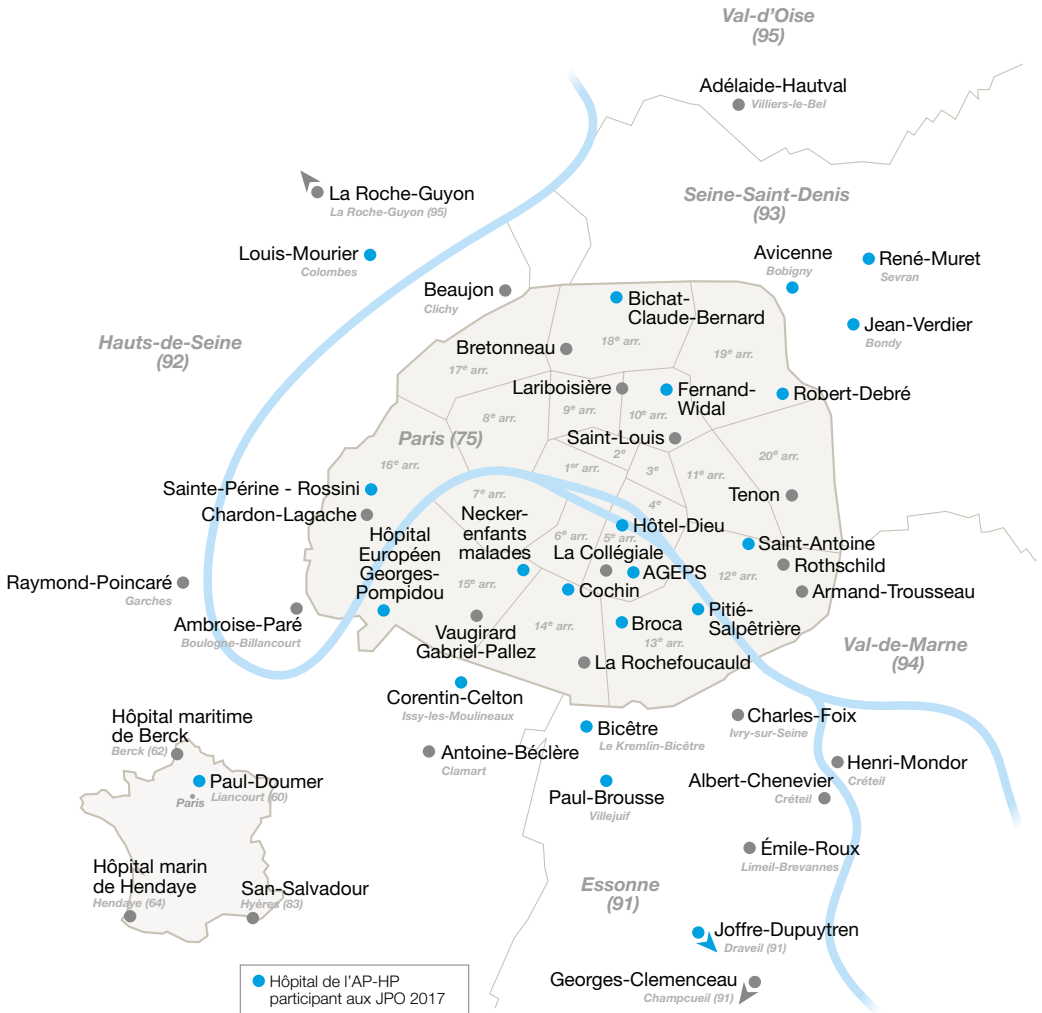 Val-d'Oise
(95)
Adélaide-Hautval
Villiers-le-Bel
La Roche-Guyon
La Roche-Guyon (95)
Seine-Saint-Denis
(93)
Louis-Mourier
Colombes
Avicenne
Bobigny
René-Muret
Sevran
Beaujon
Clichy
Bichat-
Claude-Bernard
18e arr.
Jean-Verdier
Bondy
Hauts-de-Seine
(92)
Bretonneau
17e arr.
19e arr.
Lariboisière
Fernand-
Widal
Robert-Debré
8e arr.
9e arr.
10e arr.
Paris (75)
Saint-Louis
16e arr.
1er arr.
2e
3e
11e arr.
20e arr.
Sainte-Périne - Rossini
7e arr.
Tenon
Chardon-Lagache
4e
Hôpital
Européen
Georges-
Pompidou
Necker-
enfants
malades
Hôtel-Dieu
6e arr.
5e arr.
Saint-Antoine
La Collégiale
AGEPS
Rothschild
12e arr.
Raymond-Poincaré
Garches
15e arr.
Cochin
Armand-Trousseau
Ambroise-Paré
Boulogne-Billancourt
Vaugirard
Gabriel-Pallez
14e arr.
Broca
Pitié-
Salpêtrière
13e arr.
Val-de-Marne
(94)
La Rochefoucauld
Corentin-Celton
Issy-les-Moulineaux
Hôpital maritime
de Berck
Berck (62)
Bicêtre
Le Kremlin-Bicêtre
Charles-Foix
Ivry-sur-Seine
Antoine-Béclère
Clamart
Henri-Mondor
Créteil
Paul-Doumer
Liancourt (60)
Paris
Paul-Brousse
Villejuif
Albert-Chenevier
Créteil
Émile-Roux
Limeil-Brevannes
Hôpital marin
de Hendaye
Hendaye (64)
San-Salvadour
Hyères (83)
Essonne
(91)
Joffre-Dupuytren
Draveil (91)
Georges-Clemenceau
Champcueil (91)
Hôpital de l'AP-HP
participant aux JPO 2017